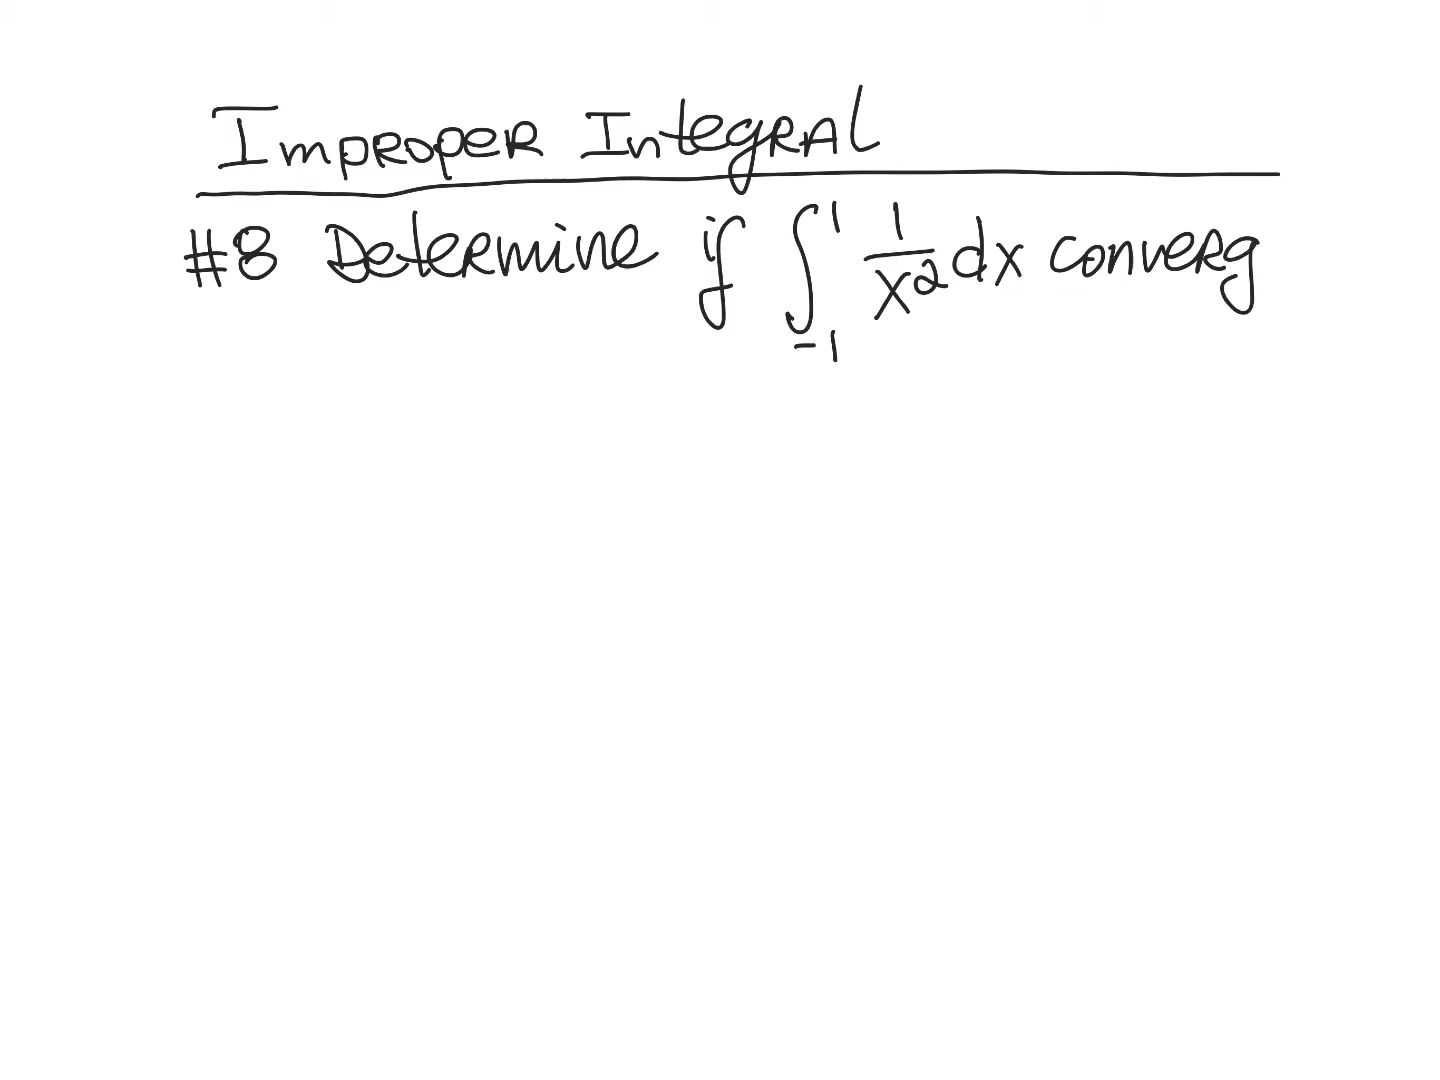 Improper Integral
#8 Determine if ∫₋₁¹ 1/x² dx converg